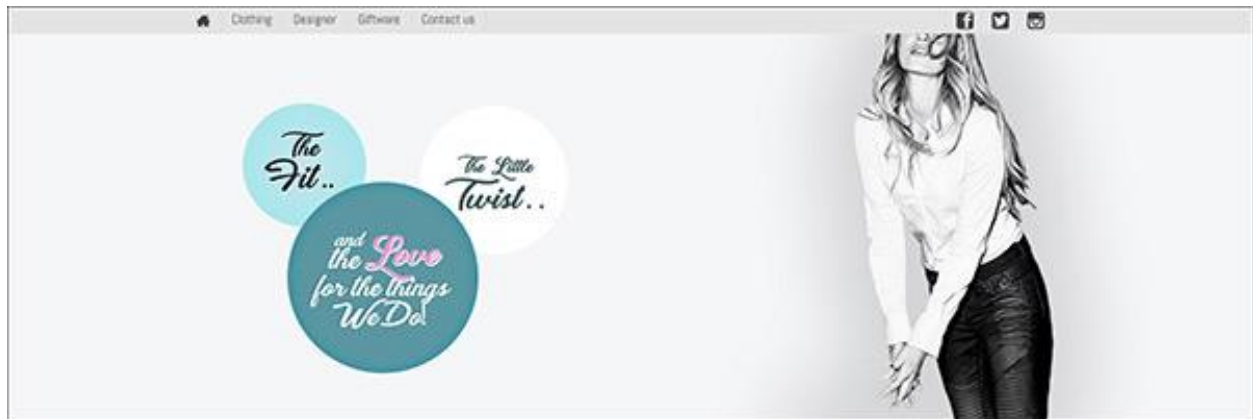 Clothing Designer Giftware Contact us
The
Fit..
The Little
Twist..
and
the Love
for the things
We Do!